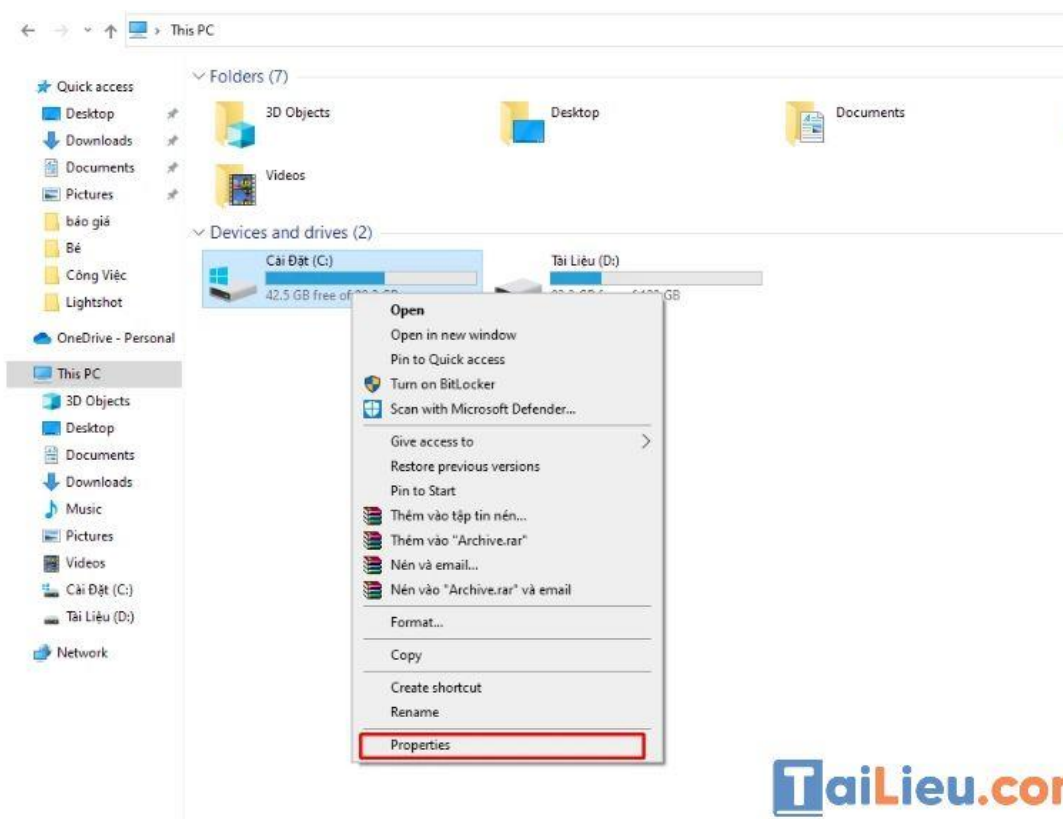 This PC
Quick access
Desktop
Downloads
Documents
Pictures
báo giá
Bé
Công Việc
Lightshot
OneDrive - Personal
This PC
3D Objects
Desktop
Documents
Downloads
Music
Pictures
Videos
Cài Đặt (C:)
Tài Liệu (D:)
Network
Folders (7)
3D Objects
Desktop
Documents
Videos
Devices and drives (2)
Cài Đặt (C:)
42.5 GB free of
Tài Liệu (D:)
GB
Open
Open in new window
Pin to Quick access
Turn on BitLocker
Scan with Microsoft Defender...
Give access to
Restore previous versions
Pin to Start
Thêm vào tập tin nén...
Thêm vào "Archive.rar"
Nén và email...
Nén vào "Archive.rar" và email
Format...
Copy
Create shortcut
Rename
Properties
TaiLieu.com